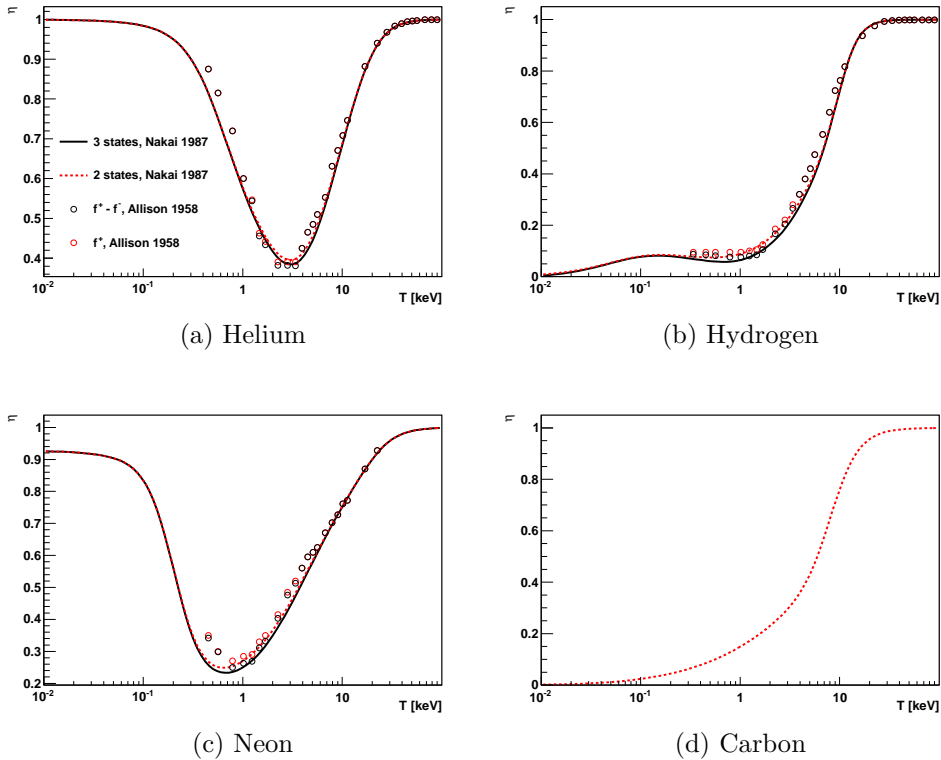 η
1
0.9
0.8
0.7
0.6
0.5
0.4
3 states, Nakai 1987
2 states, Nakai 1987
f⁺ - f⁻, Allison 1958
f⁺, Allison 1958
10⁻² 10⁻¹ 1 10
T [keV]
(a) Helium
η
1
0.8
0.6
0.4
0.2
0
10⁻² 10⁻¹ 1 10
T [keV]
(b) Hydrogen
η
1
0.9
0.8
0.7
0.6
0.5
0.4
0.3
0.2
10⁻² 10⁻¹ 1 10
T [keV]
(c) Neon
η
1
0.8
0.6
0.4
0.2
0
10⁻² 10⁻¹ 1 10
T [keV]
(d) Carbon